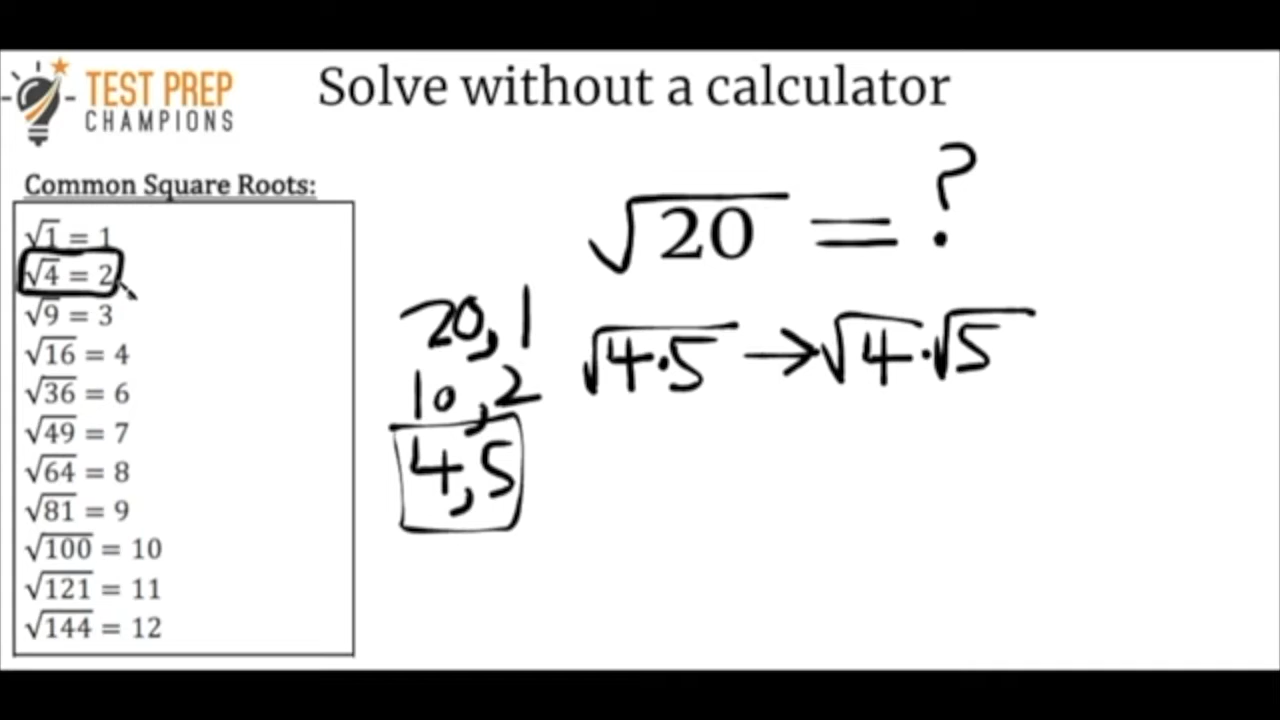 TEST PREP
CHAMPIONS
Solve without a calculator
Common Square Roots:
√1 = 1
√4 = 2
√9 = 3
√16 = 4
√36 = 6
√49 = 7
√64 = 8
√81 = 9
√100 = 10
√121 = 11
√144 = 12
√20 = ?
20, 1
10, 2
4, 5
√4·5 → √4·√5